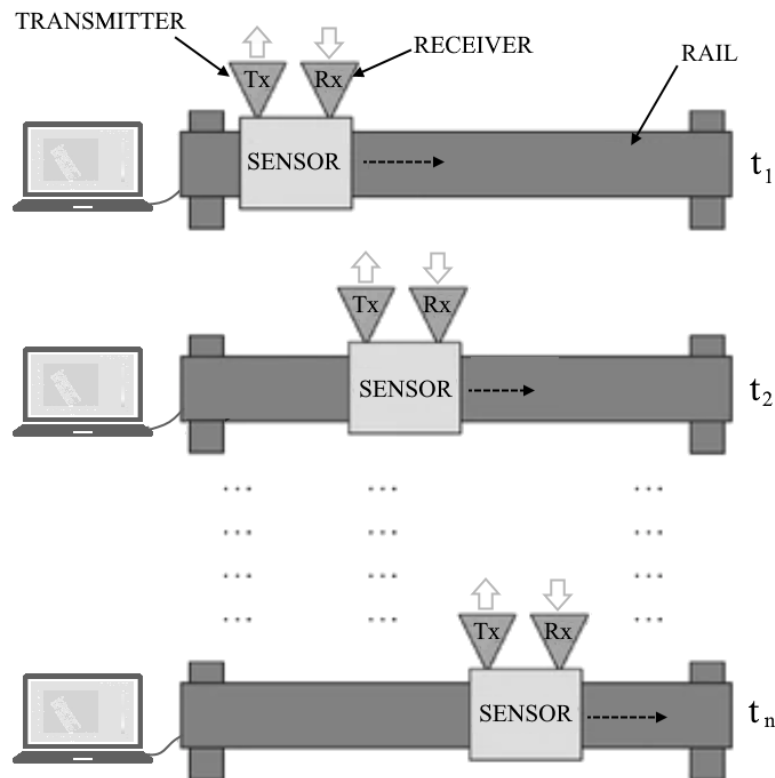 TRANSMITTER
RECEIVER
RAIL
Tx
Rx
SENSOR
t₁
Tx
Rx
SENSOR
t₂
... ... ...
... ... ...
... ... ...
... ... ...
Tx
Rx
SENSOR
tₙ